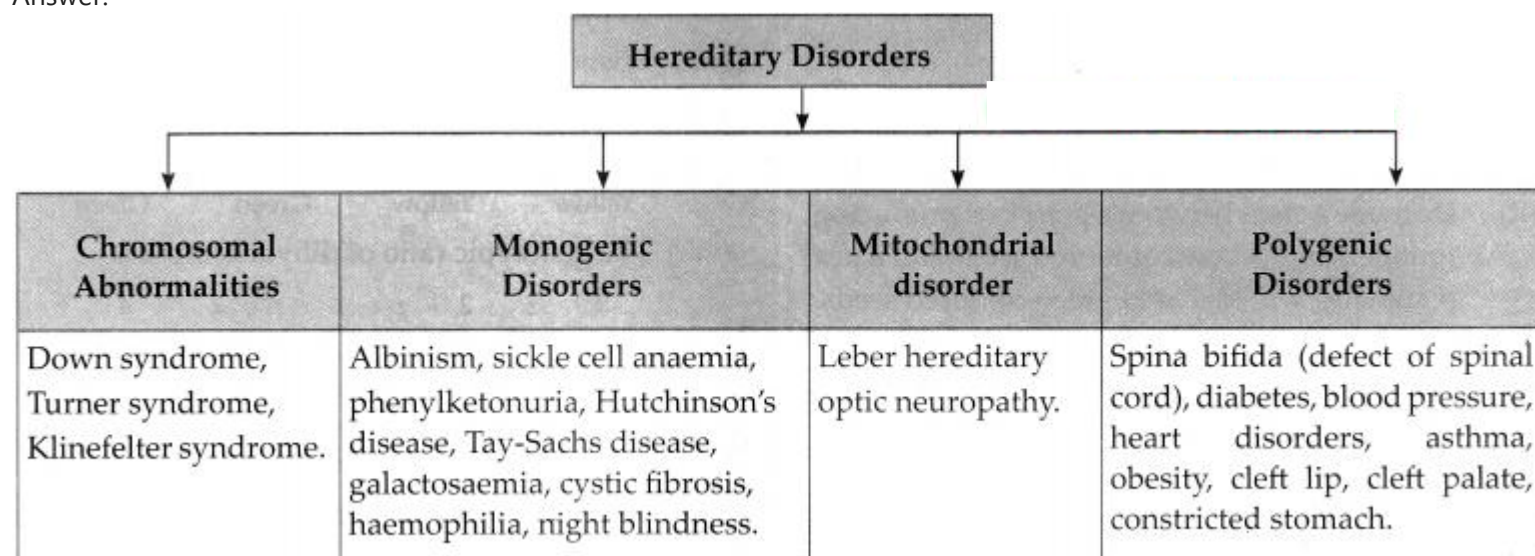 Answer:
Hereditary Disorders
Chromosomal
Abnormalities
Monogenic
Disorders
Mitochondrial
disorder
Polygenic
Disorders
Down syndrome,
Turner syndrome,
Klinefelter syndrome.
Albinism, sickle cell anaemia,
phenylketonuria, Hutchinson's
disease, Tay-Sachs disease,
galactosaemia, cystic fibrosis,
haemophilia, night blindness.
Leber hereditary
optic neuropathy.
Spina bifida (defect of spinal
cord), diabetes, blood pressure,
heart disorders, asthma,
obesity, cleft lip, cleft palate,
constricted stomach.